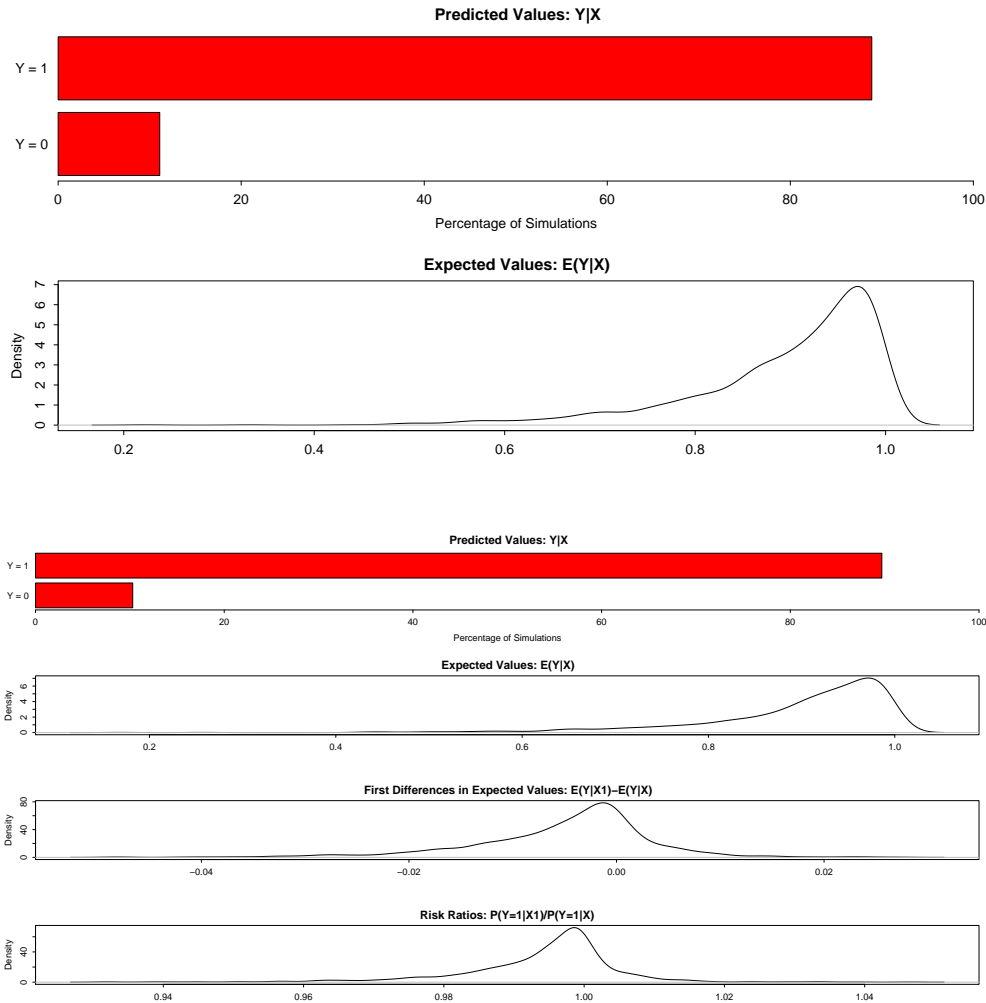 Predicted Values: Y|X
Y = 1
Y = 0
0 20 40 60 80 100
Percentage of Simulations
Expected Values: E(Y|X)
Density
0 1 2 3 4 5 6 7
0.2 0.4 0.6 0.8 1.0
Predicted Values: Y|X
Y = 1
Y = 0
0 20 40 60 80 100
Percentage of Simulations
Expected Values: E(Y|X)
Density
0 2 4 6
0.2 0.4 0.6 0.8 1.0
First Differences in Expected Values: E(Y|X1)−E(Y|X)
Density
0 40 80
−0.04 −0.02 0.00 0.02
Risk Ratios: P(Y=1|X1)/P(Y=1|X)
Density
0 40
0.94 0.96 0.98 1.00 1.02 1.04